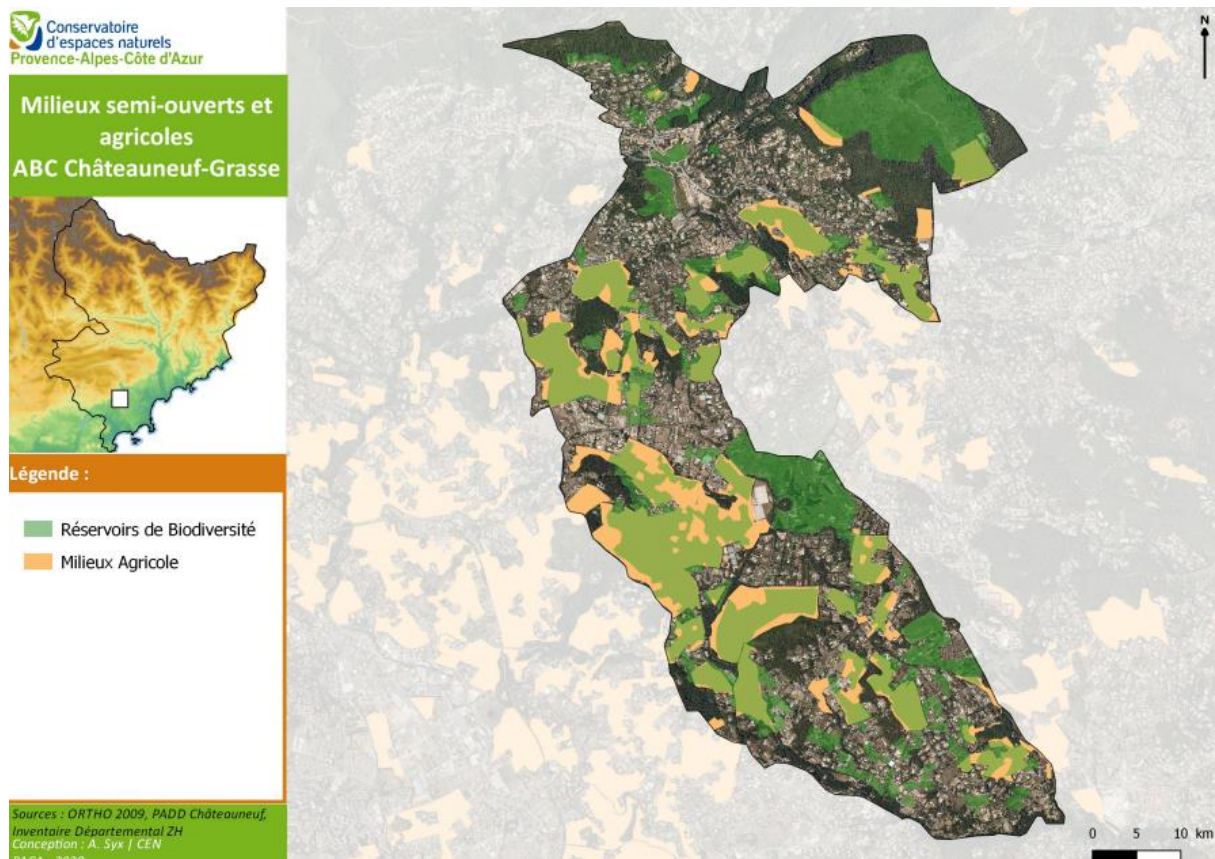 Conservatoire
d'espaces naturels
Provence-Alpes-Côte d'Azur
Milieux semi-ouverts et
agricoles
ABC Châteauneuf-Grasse
Légende :
Réservoirs de Biodiversité
Milieux Agricole
Sources : ORTHO 2009, PADD Châteauneuf,
Inventaire Départemental ZH
Conception : A. Syx | CEN
N
0 5 10 km